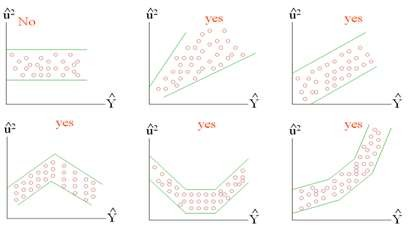 û²
No
Ŷ
û²
yes
Ŷ
û²
yes
Ŷ
û²
yes
Ŷ
û²
yes
Ŷ
û²
yes
Ŷ